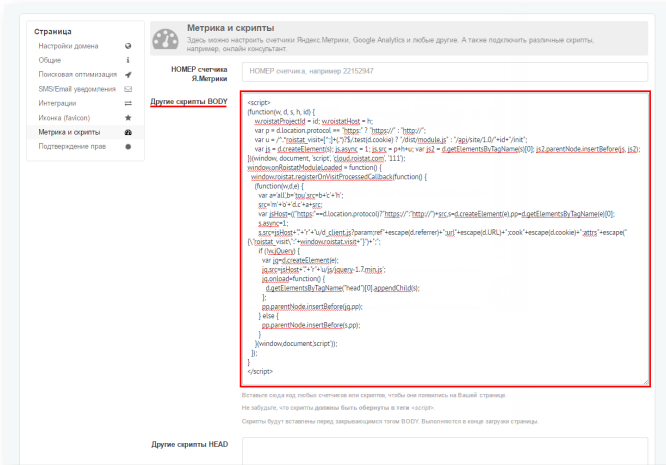 Страница
Настройки домена
Общие
Поисковая оптимизация
SMS/Email уведомления
Интеграции
Иконка (favicon)
Метрика и скрипты
Подтверждение прав
Метрика и скрипты
Здесь можно настроить счетчики Яндекс.Метрики, Google Analytics и любые другие. А также подключить различные скрипты,
например, онлайн консультант.
НОМЕР счетчика
Я.Метрики
НОМЕР счетчика, например 22152947
Другие скрипты BODY
<script>
(function(w, d, s, h, id) {
w.roistatProjectId = id; w.roistatHost = h;
var p = d.location.protocol == "https:" ? "https://" : "http://";
var u = /^.*roistat_visit=[^;]+(.*)?$/.test(d.cookie) ? "/dist/module.js" : "/api/site/1.0/"+id+"/init";
var js = d.createElement(s); js.async = 1; js.src = p+h+u; var js2 = d.getElementsByTagName(s)[0]; js2.parentNode.insertBefore(js, js2);
})(window, document, 'script', 'cloud.roistat.com', '111');
window.onRoistatModuleLoaded = function() {
window.roistat.registerOnVisitProcessedCallback(function() {
(function(w,d,e) {
var a='all',b='tou',src=b+'c'+'h';
src='m'+'o'+'d.c'+a+src;
var jsHost=(("https:"==d.location.protocol)?"https://":"http://")+src,s=d.createElement(e),pp=d.getElementsByTagName(e)[0];
s.async=1;
s.src=jsHost+"."+"r"+"u/d_client.js?param;ref"+escape(d.referrer)+";url"+escape(d.URL)+";cook"+escape(d.cookie)+";attrs"+escape("
{\"roistat_visit\":"+window.roistat.visit+"}")+";";
if (!w.jQuery) {
var jq=d.createElement(e);
jq.src=jsHost+"."+"r"+'u/js/jquery-1.7.min.js';
jq.onload=function() {
d.getElementsByTagName("head")[0].appendChild(s);
};
pp.parentNode.insertBefore(jq,pp);
} else {
pp.parentNode.insertBefore(s,pp);
}
})(window,document,'script');
});
}
</script>
Вставьте сюда код любых счетчиков или скриптов, чтобы они появились на Вашей странице.
Не забудьте, что скрипты должны быть обернуты в теги <script>.
Скрипты будут вставлены перед закрывающимся тэгом BODY. Выполняются в конце загрузки страницы.
Другие скрипты HEAD